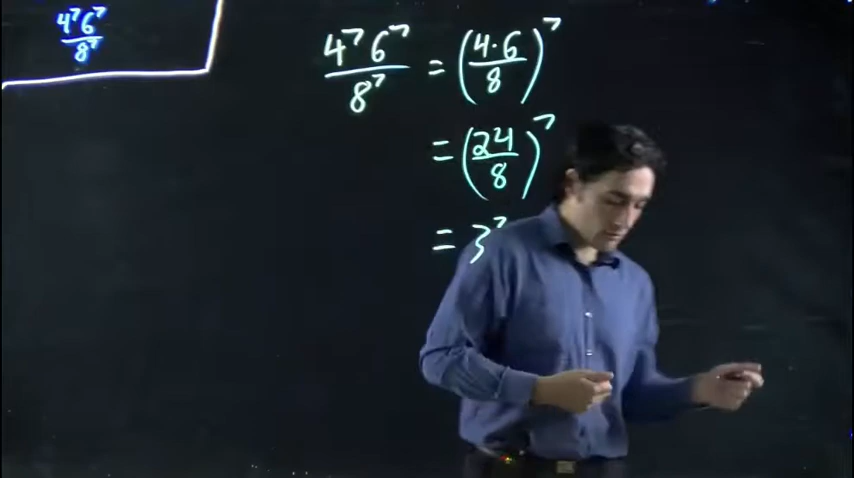 4⁷6⁷/8⁷
4⁷6⁷/8⁷ = (4·6/8)⁷
= (24/8)⁷
= 3⁷